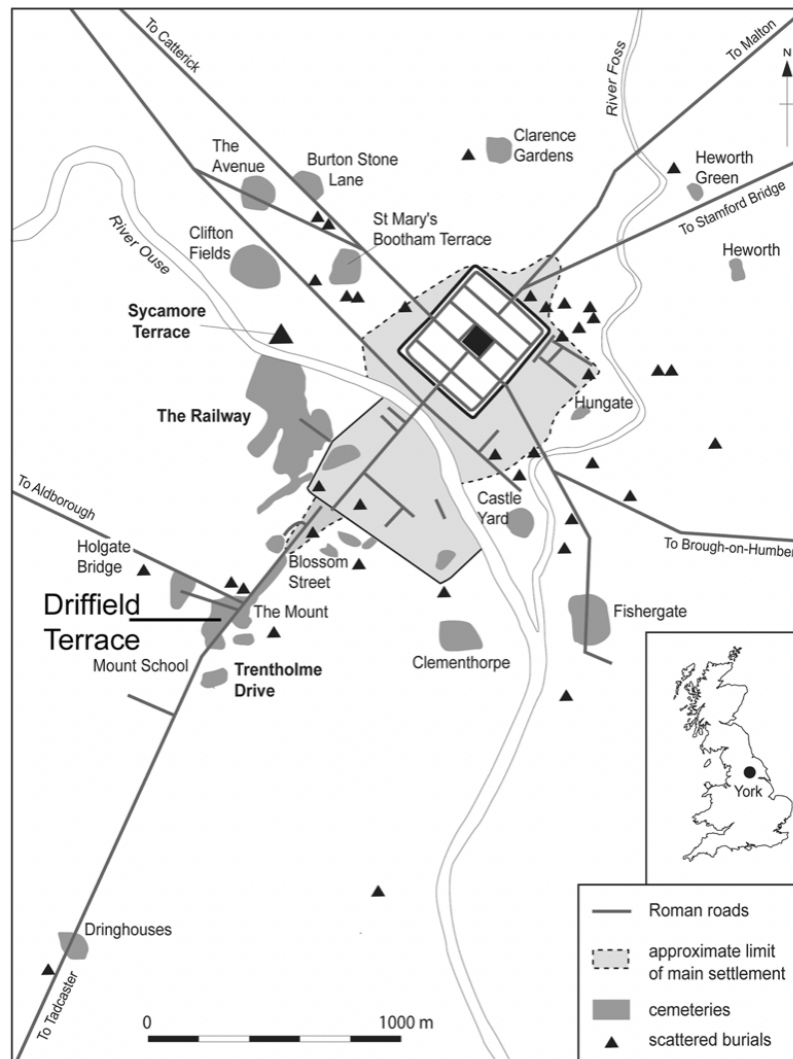 To Catterick
River Foss
To Malton
N
The
Avenue
Burton Stone
Lane
Clarence
Gardens
Heworth
Green
To Stamford Bridge
St Mary's
Bootham Terrace
River Ouse
Clifton
Fields
Heworth
Sycamore
Terrace
The Railway
Hungate
To Aldborough
Castle
Yard
To Brough-on-Humber
Holgate
Bridge
Blossom
Street
Driffield
Terrace
The Mount
Fishergate
Mount School
Clementhorpe
Trentholme
Drive
York
Dringhouses
To Tadcaster
0
1000 m
Roman roads
approximate limit
of main settlement
cemeteries
scattered burials